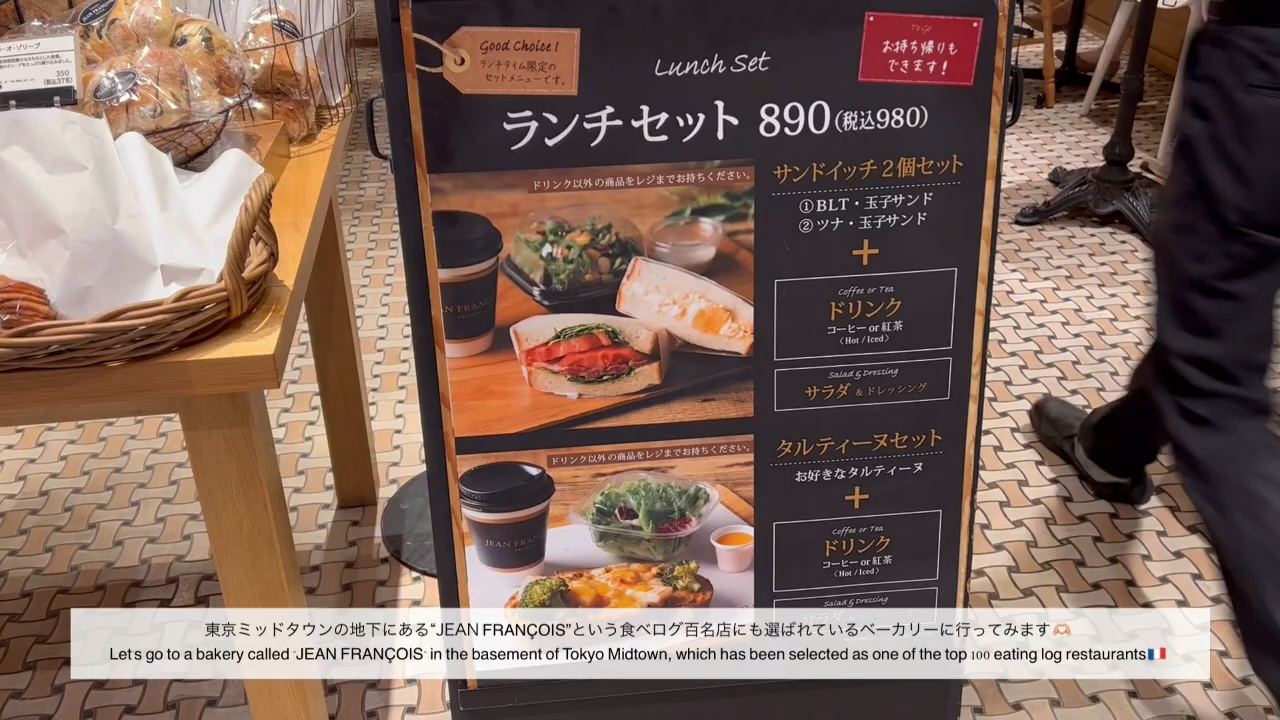 JEAN FRANÇOIS
350
(税込378)
Good Choice!
ランチタイム限定の
セットメニューです。
To Go
お持ち帰りも
できます!
Lunch Set
ランチセット 890(税込980)
ドリンク以外の商品をレジまでお持ちください。
サンドイッチ2個セット
①BLT・玉子サンド
②ツナ・玉子サンド
+
Coffee or Tea
ドリンク
コーヒー or 紅茶
〈Hot / Iced〉
Salad & Dressing
サラダ & ドレッシング
ドリンク以外の商品をレジまでお持ちください。
JEAN FRAN
タルティーヌセット
お好きなタルティーヌ
+
Coffee or Tea
ドリンク
コーヒー or 紅茶
〈Hot / Iced〉
Salad & Dressing
東京ミッドタウンの地下にある“JEAN FRANÇOIS”という食べログ百名店にも選ばれているベーカリーに行ってみます🫶🏻
Let's go to a bakery called 'JEAN FRANÇOIS' in the basement of Tokyo Midtown, which has been selected as one of the top 100 eating log restaurants🇫🇷